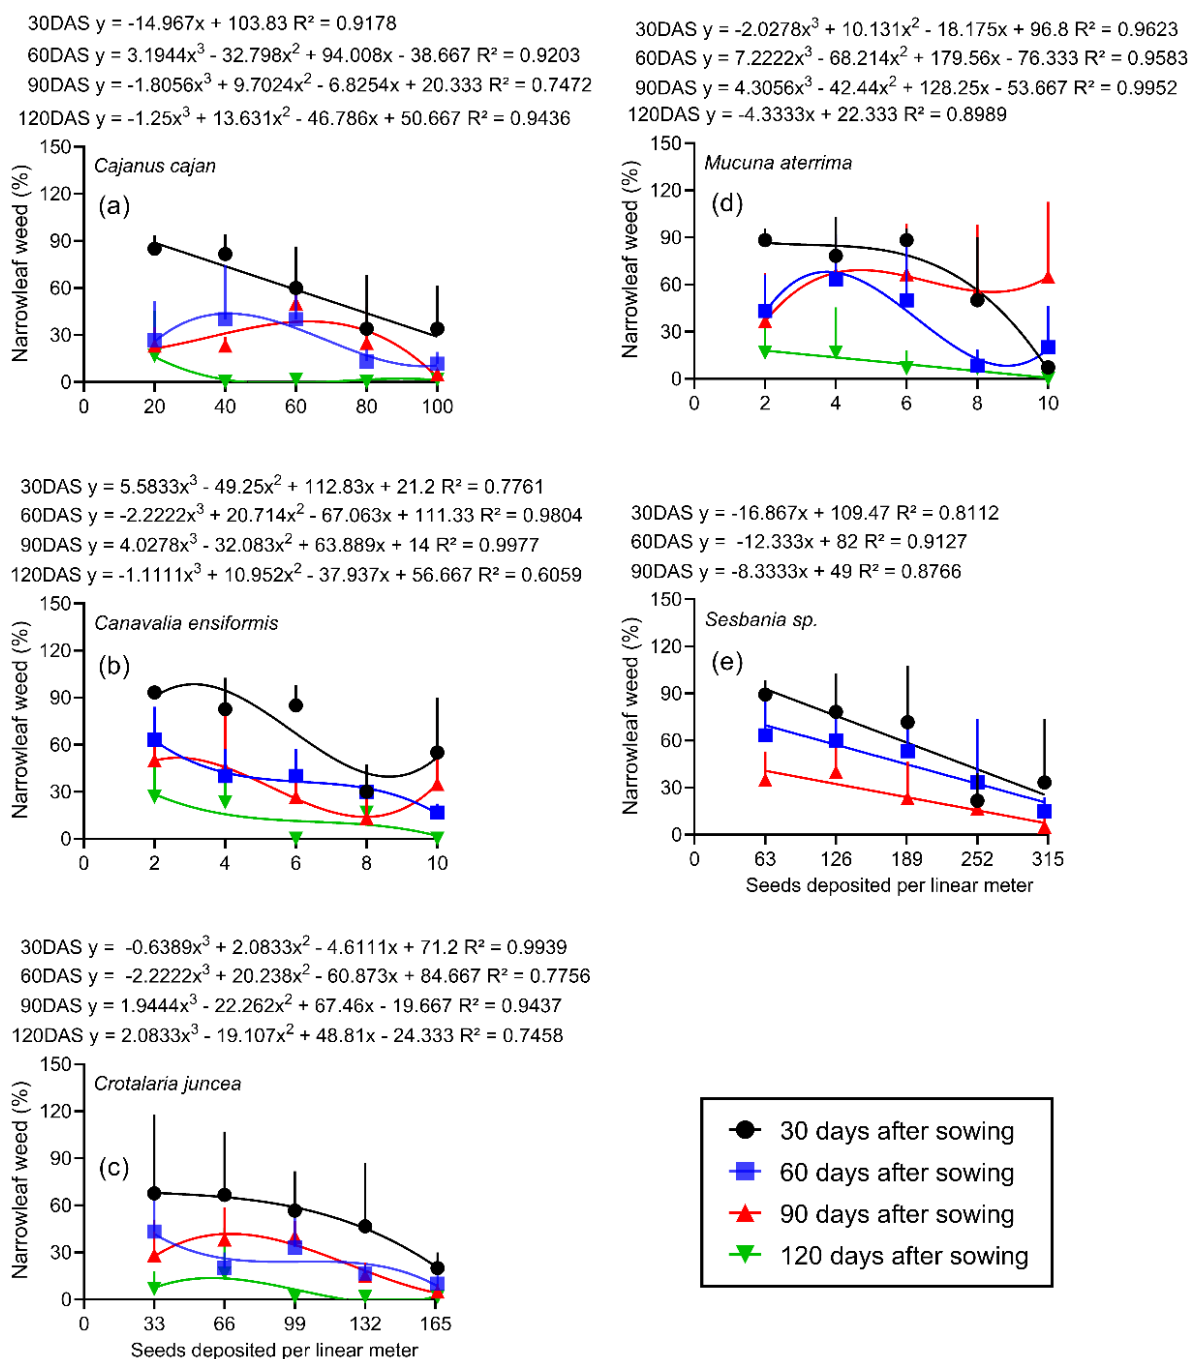 30DAS y = -14.967x + 103.83 R² = 0.9178
60DAS y = 3.1944x³ - 32.798x² + 94.008x - 38.667 R² = 0.9203
90DAS y = -1.8056x³ + 9.7024x² - 6.8254x + 20.333 R² = 0.7472
120DAS y = -1.25x³ + 13.631x² - 46.786x + 50.667 R² = 0.9436
Narrowleaf weed (%)
Cajanus cajan
(a)
150
120
90
60
30
0
0 20 40 60 80 100
30DAS y = -2.0278x³ + 10.131x² - 18.175x + 96.8 R² = 0.9623
60DAS y = 7.2222x³ - 68.214x² + 179.56x - 76.333 R² = 0.9583
90DAS y = 4.3056x³ - 42.44x² + 128.25x - 53.667 R² = 0.9952
120DAS y = -4.3333x + 22.333 R² = 0.8989
Narrowleaf weed (%)
Mucuna aterrima
(d)
150
120
90
60
30
0
0 2 4 6 8 10
30DAS y = 5.5833x³ - 49.25x² + 112.83x + 21.2 R² = 0.7761
60DAS y = -2.2222x³ + 20.714x² - 67.063x + 111.33 R² = 0.9804
90DAS y = 4.0278x³ - 32.083x² + 63.889x + 14 R² = 0.9977
120DAS y = -1.1111x³ + 10.952x² - 37.937x + 56.667 R² = 0.6059
Narrowleaf weed (%)
Canavalia ensiformis
(b)
150
120
90
60
30
0
0 2 4 6 8 10
30DAS y = -16.867x + 109.47 R² = 0.8112
60DAS y = -12.333x + 82 R² = 0.9127
90DAS y = -8.3333x + 49 R² = 0.8766
Narrowleaf weed (%)
Sesbania sp.
(e)
150
120
90
60
30
0
0 63 126 189 252 315
Seeds deposited per linear meter
30DAS y = -0.6389x³ + 2.0833x² - 4.6111x + 71.2 R² = 0.9939
60DAS y = -2.2222x³ + 20.238x² - 60.873x + 84.667 R² = 0.7756
90DAS y = 1.9444x³ - 22.262x² + 67.46x - 19.667 R² = 0.9437
120DAS y = 2.0833x³ - 19.107x² + 48.81x - 24.333 R² = 0.7458
Narrowleaf weed (%)
Crotalaria juncea
(c)
150
120
90
60
30
0
0 33 66 99 132 165
Seeds deposited per linear meter
30 days after sowing
60 days after sowing
90 days after sowing
120 days after sowing